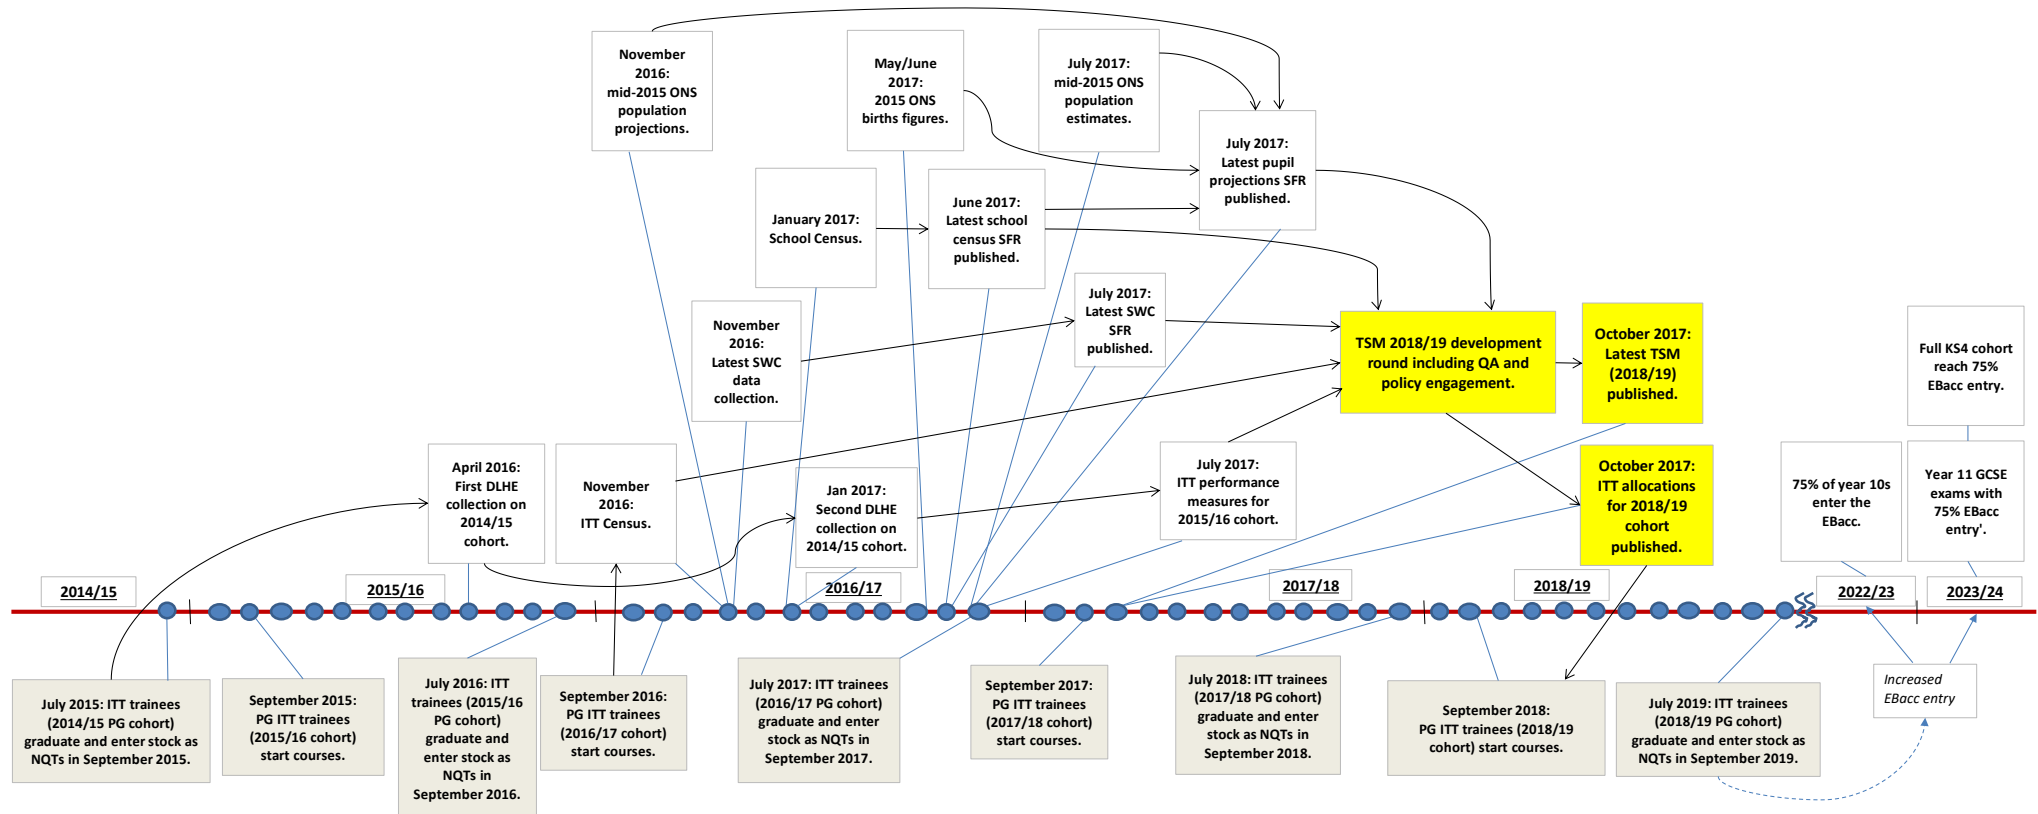 November
2016:
mid-2015 ONS
population
projections.
May/June
2017:
2015 ONS
births figures.
July 2017:
mid-2015 ONS
population
estimates.
July 2017:
Latest pupil
projections SFR
published.
January 2017:
School Census.
June 2017:
Latest school
census SFR
published.
November
2016:
Latest SWC
data
collection.
July 2017:
Latest SWC
SFR
published.
TSM 2018/19 development
round including QA and
policy engagement.
October 2017:
Latest TSM
(2018/19)
published.
Full KS4 cohort
reach 75%
EBacc entry.
April 2016:
First DLHE
collection on
2014/15
cohort.
November
2016:
ITT Census.
Jan 2017:
Second DLHE
collection on
2014/15 cohort.
July 2017:
ITT performance
measures for
2015/16 cohort.
October 2017:
ITT allocations
for 2018/19
cohort
published.
75% of year 10s
enter the
EBacc.
Year 11 GCSE
exams with
75% EBacc
entry'.
2014/15
2015/16
2016/17
2017/18
2018/19
2022/23
2023/24
July 2015: ITT trainees
(2014/15 PG cohort)
graduate and enter stock as
NQTs in September 2015.
September 2015:
PG ITT trainees
(2015/16 cohort)
start courses.
July 2016: ITT
trainees (2015/16
PG cohort)
graduate and
enter stock as
NQTs in
September 2016.
September 2016:
PG ITT trainees
(2016/17 cohort)
start courses.
July 2017: ITT trainees
(2016/17 PG cohort)
graduate and enter
stock as NQTs in
September 2017.
September 2017:
PG ITT trainees
(2017/18 cohort)
start courses.
July 2018: ITT trainees
(2017/18 PG cohort)
graduate and enter
stock as NQTs in
September 2018.
September 2018:
PG ITT trainees (2018/19
cohort) start courses.
July 2019: ITT trainees
(2018/19 PG cohort)
graduate and enter stock as
NQTs in September 2019.
Increased
EBacc entry